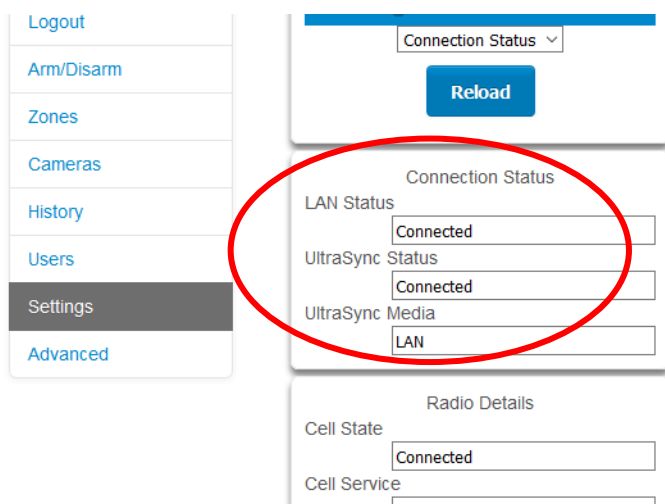 Logout
Arm/Disarm
Zones
Cameras
History
Users
Settings
Advanced
Connection Status
Reload
Connection Status
LAN Status
Connected
UltraSync Status
Connected
UltraSync Media
LAN
Radio Details
Cell State
Connected
Cell Service